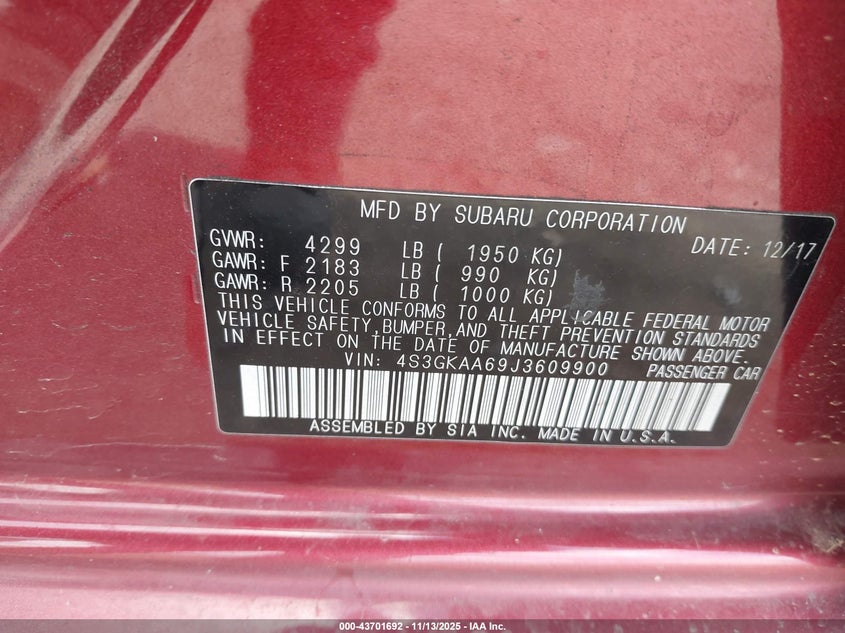 MFD BY SUBARU CORPORATION
GVWR: 4299 LB ( 1950 KG) DATE: 12/17
GAWR: F 2183 LB ( 990 KG)
GAWR: R 2205 LB ( 1000 KG)
THIS VEHICLE CONFORMS TO ALL APPLICABLE FEDERAL MOTOR
VEHICLE SAFETY, BUMPER, AND THEFT PREVENTION STANDARDS
IN EFFECT ON THE DATE OF MANUFACTURE SHOWN ABOVE.
VIN: 4S3GKAA69J3609900 PASSENGER CAR
ASSEMBLED BY SIA INC. MADE IN U.S.A.
000-43701692 - 11/13/2025 - IAA Inc.